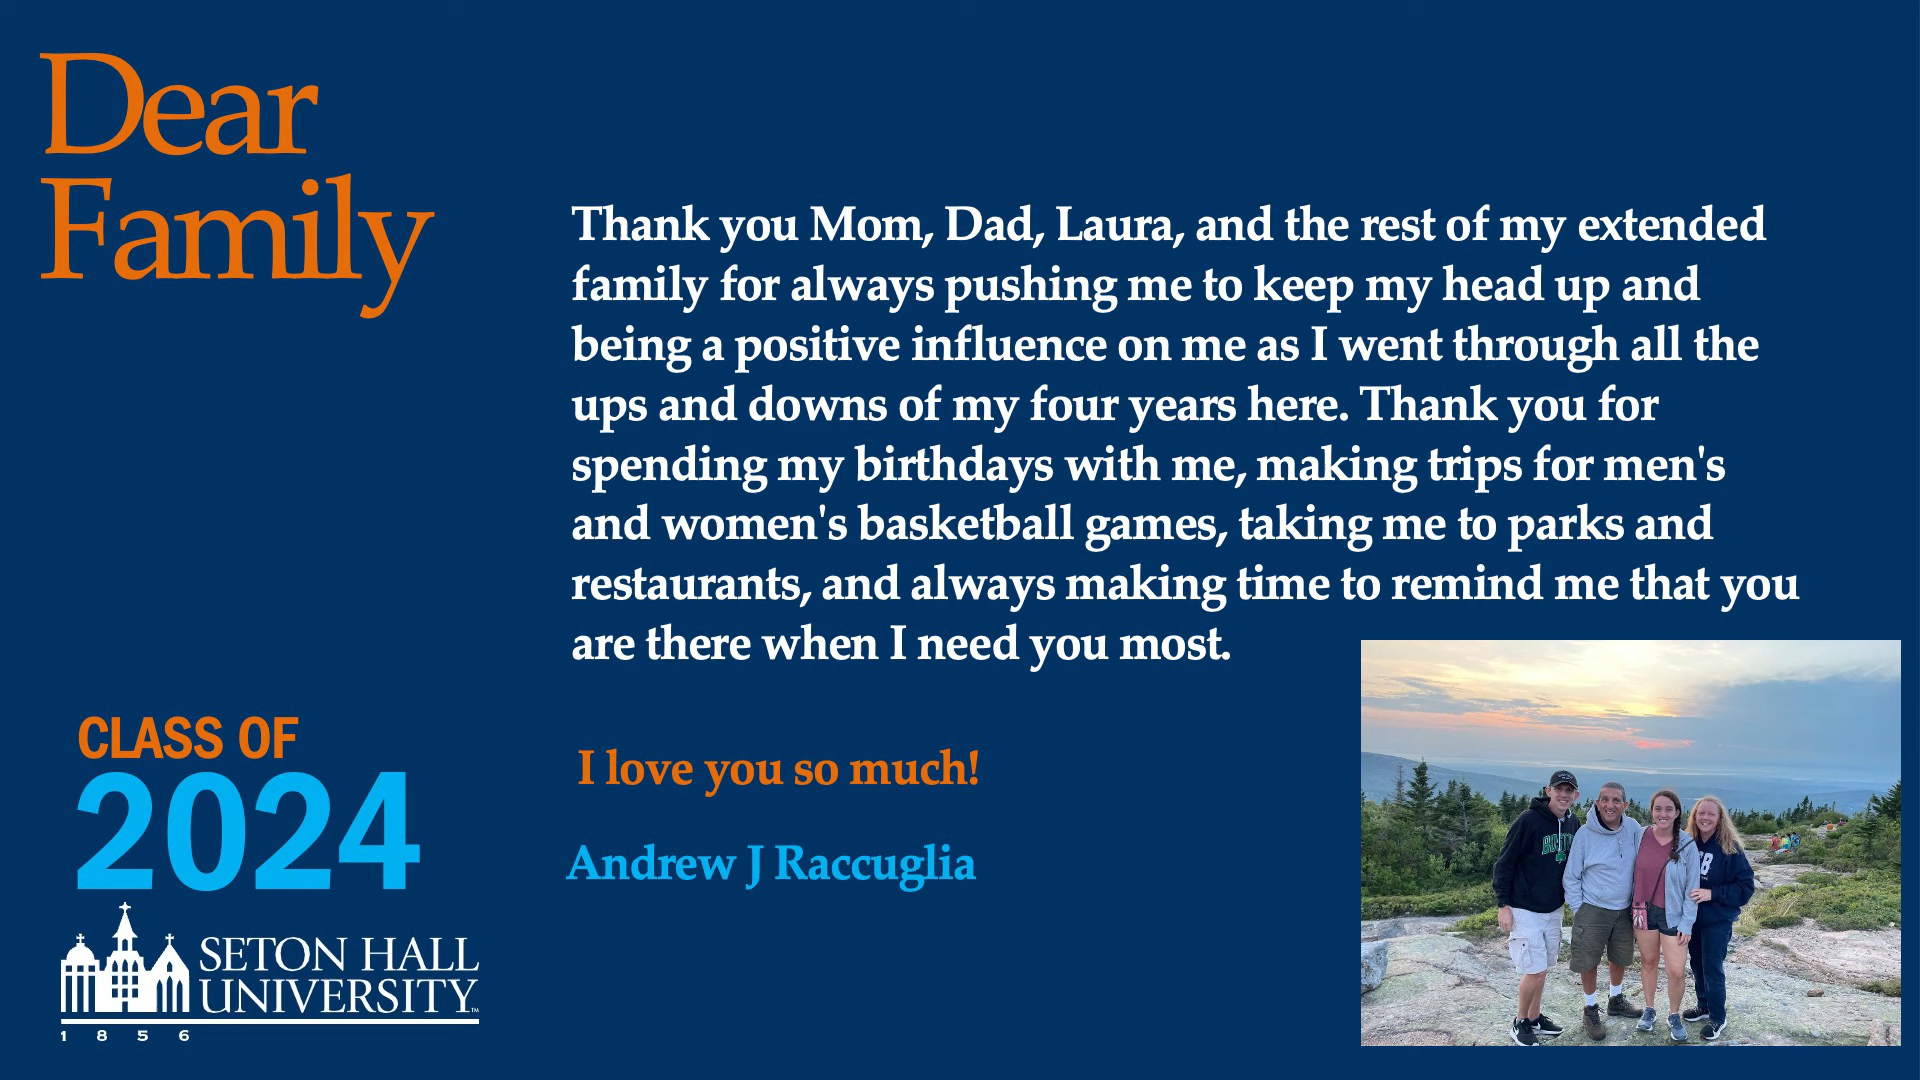 Dear
Family
Thank you Mom, Dad, Laura, and the rest of my extended
family for always pushing me to keep my head up and
being a positive influence on me as I went through all the
ups and downs of my four years here. Thank you for
spending my birthdays with me, making trips for men's
and women's basketball games, taking me to parks and
restaurants, and always making time to remind me that you
are there when I need you most.
I love you so much!
Andrew J Raccuglia
CLASS OF
2024
SETON HALL
UNIVERSITY™
1 8 5 6